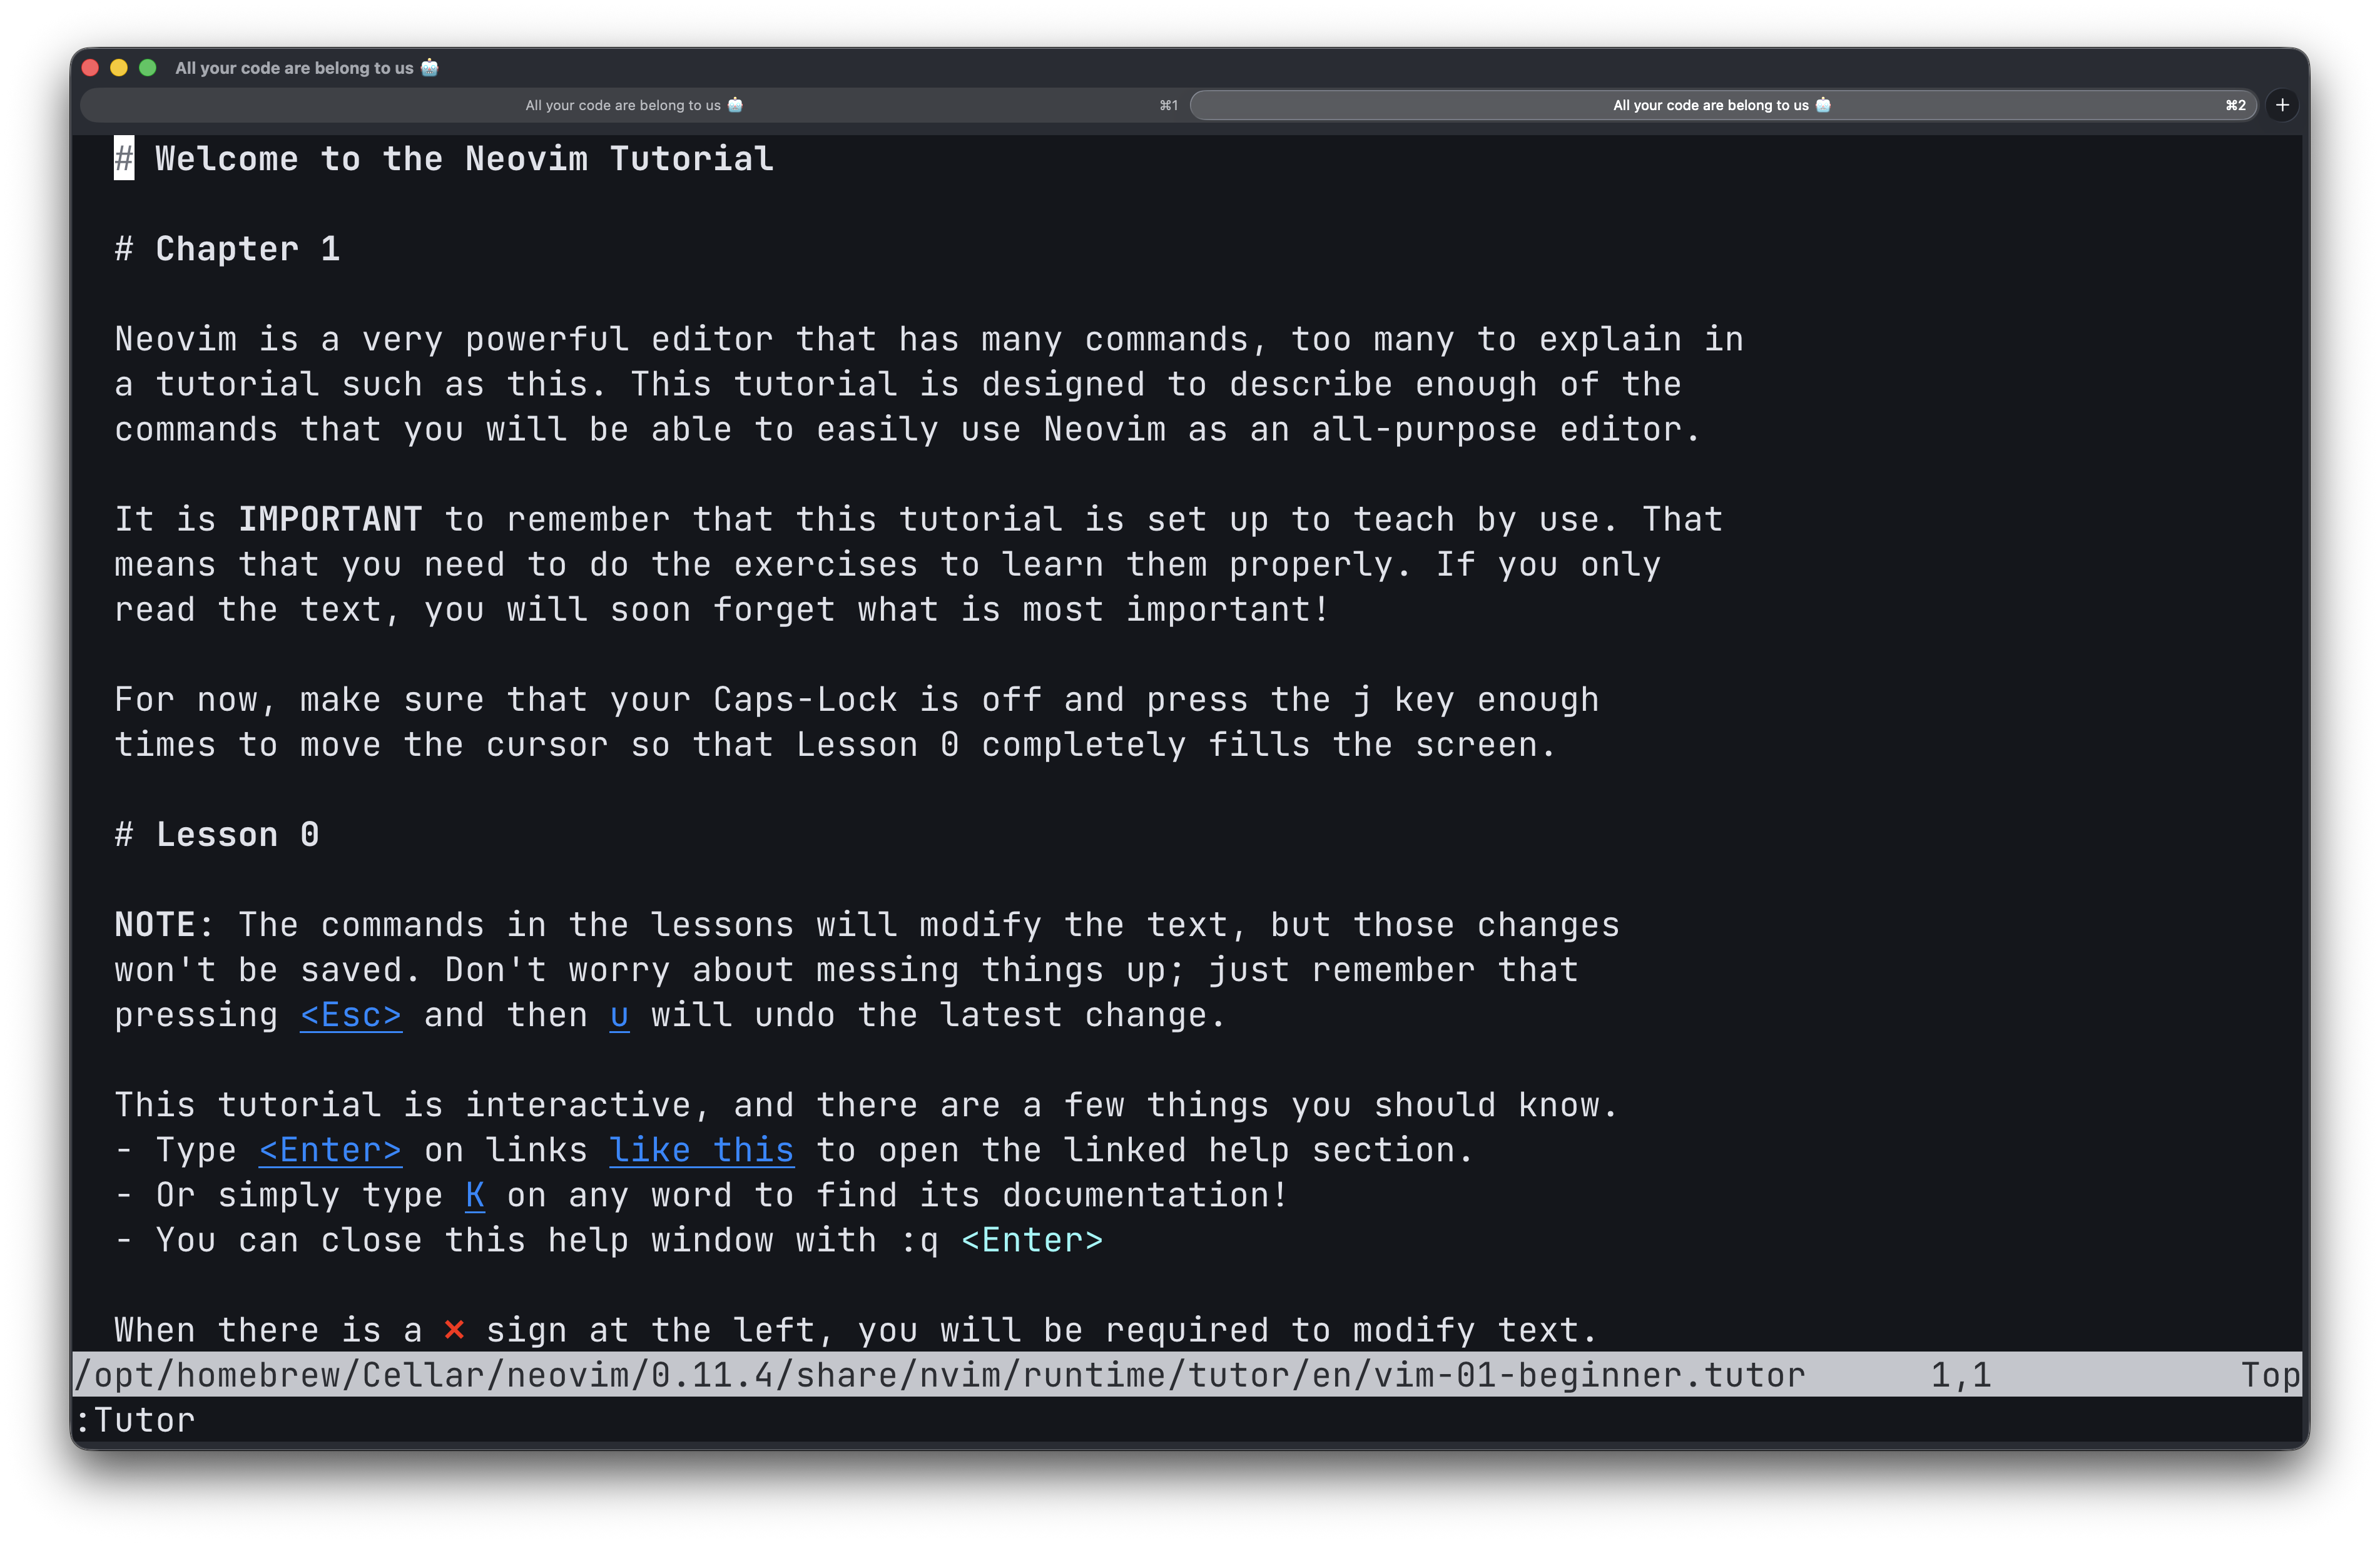 All your code are belong to us 🤖
All your code are belong to us 🤖 ⌘1 All your code are belong to us 🤖 ⌘2 +
# Welcome to the Neovim Tutorial
# Chapter 1
Neovim is a very powerful editor that has many commands, too many to explain in
a tutorial such as this. This tutorial is designed to describe enough of the
commands that you will be able to easily use Neovim as an all-purpose editor.
It is IMPORTANT to remember that this tutorial is set up to teach by use. That
means that you need to do the exercises to learn them properly. If you only
read the text, you will soon forget what is most important!
For now, make sure that your Caps-Lock is off and press the j key enough
times to move the cursor so that Lesson 0 completely fills the screen.
# Lesson 0
NOTE: The commands in the lessons will modify the text, but those changes
won't be saved. Don't worry about messing things up; just remember that
pressing <Esc> and then u will undo the latest change.
This tutorial is interactive, and there are a few things you should know.
- Type <Enter> on links like this to open the linked help section.
- Or simply type K on any word to find its documentation!
- You can close this help window with :q <Enter>
When there is a ✗ sign at the left, you will be required to modify text.
/opt/homebrew/Cellar/neovim/0.11.4/share/nvim/runtime/tutor/en/vim-01-beginner.tutor 1,1 Top
:Tutor